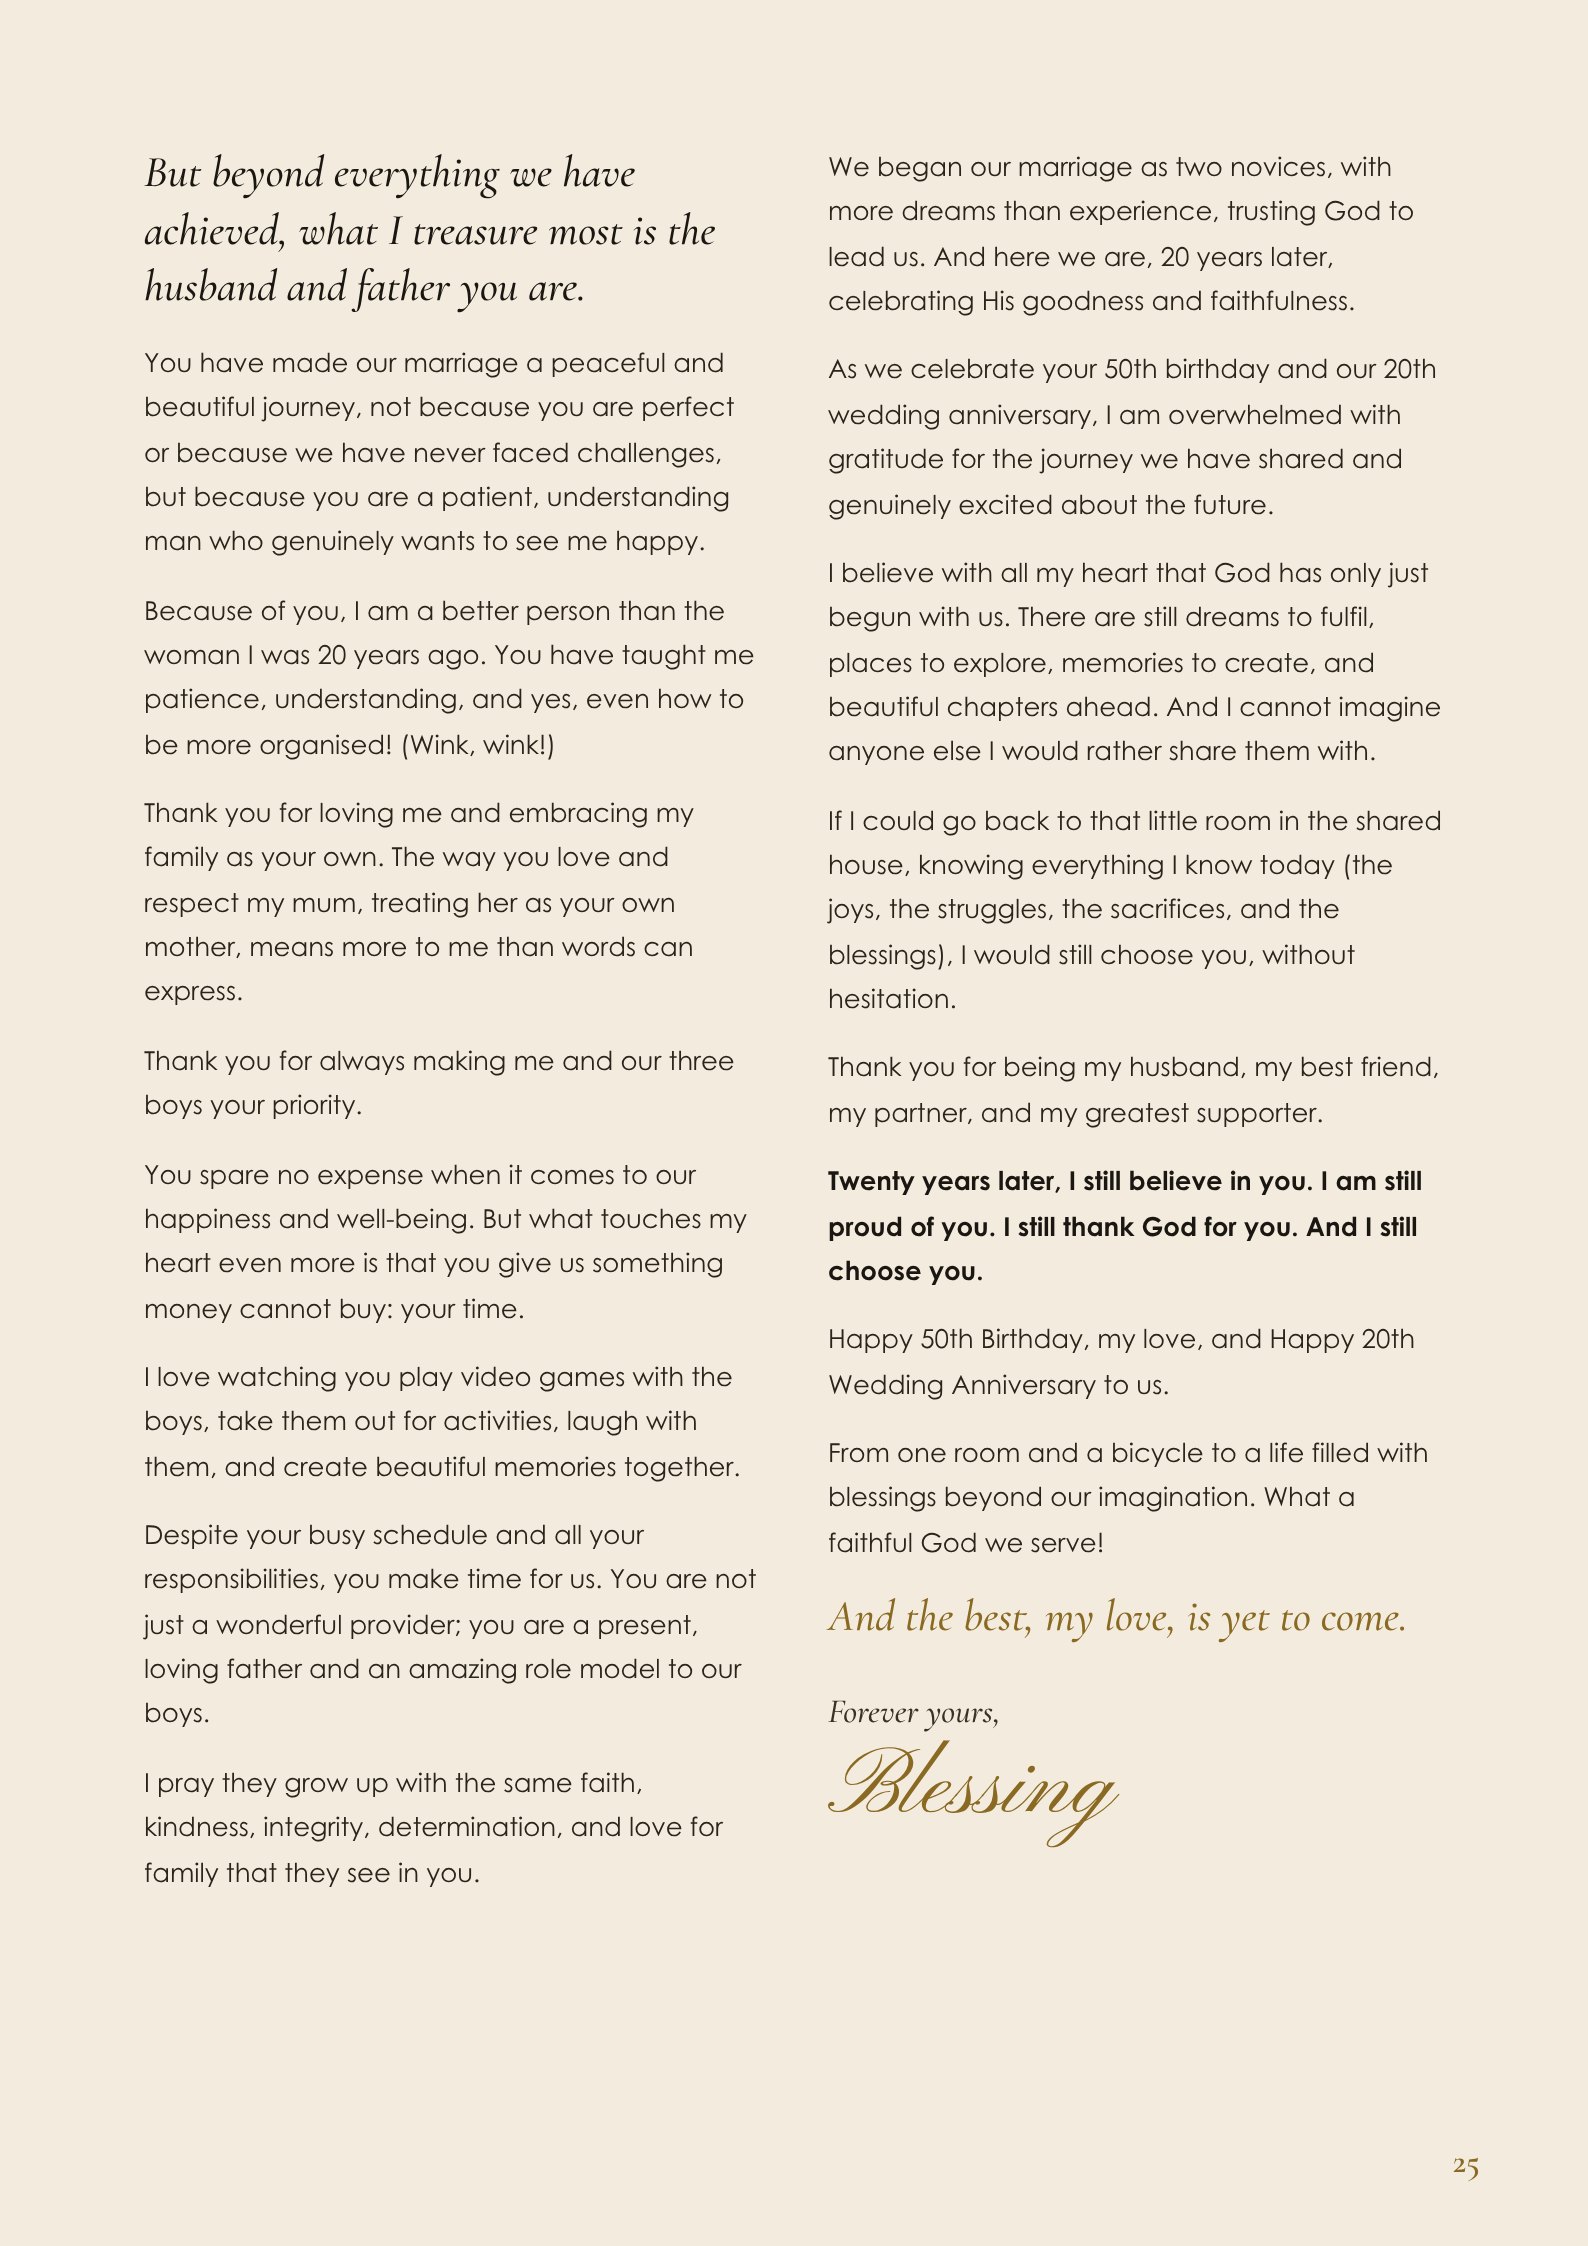 But beyond everything we have
achieved, what I treasure most is the
husband and father you are.
You have made our marriage a peaceful and
beautiful journey, not because you are perfect
or because we have never faced challenges,
but because you are a patient, understanding
man who genuinely wants to see me happy.
Because of you, I am a better person than the
woman I was 20 years ago. You have taught me
patience, understanding, and yes, even how to
be more organised! (Wink, wink!)
Thank you for loving me and embracing my
family as your own. The way you love and
respect my mum, treating her as your own
mother, means more to me than words can
express.
Thank you for always making me and our three
boys your priority.
You spare no expense when it comes to our
happiness and well-being. But what touches my
heart even more is that you give us something
money cannot buy: your time.
I love watching you play video games with the
boys, take them out for activities, laugh with
them, and create beautiful memories together.
Despite your busy schedule and all your
responsibilities, you make time for us. You are not
just a wonderful provider; you are a present,
loving father and an amazing role model to our
boys.
I pray they grow up with the same faith,
kindness, integrity, determination, and love for
family that they see in you.
We began our marriage as two novices, with
more dreams than experience, trusting God to
lead us. And here we are, 20 years later,
celebrating His goodness and faithfulness.
As we celebrate your 50th birthday and our 20th
wedding anniversary, I am overwhelmed with
gratitude for the journey we have shared and
genuinely excited about the future.
I believe with all my heart that God has only just
begun with us. There are still dreams to fulfil,
places to explore, memories to create, and
beautiful chapters ahead. And I cannot imagine
anyone else I would rather share them with.
If I could go back to that little room in the shared
house, knowing everything I know today (the
joys, the struggles, the sacrifices, and the
blessings), I would still choose you, without
hesitation.
Thank you for being my husband, my best friend,
my partner, and my greatest supporter.
Twenty years later, I still believe in you. I am still
proud of you. I still thank God for you. And I still
choose you.
Happy 50th Birthday, my love, and Happy 20th
Wedding Anniversary to us.
From one room and a bicycle to a life filled with
blessings beyond our imagination. What a
faithful God we serve!
And the best, my love, is yet to come.
Forever yours,
Blessing
25